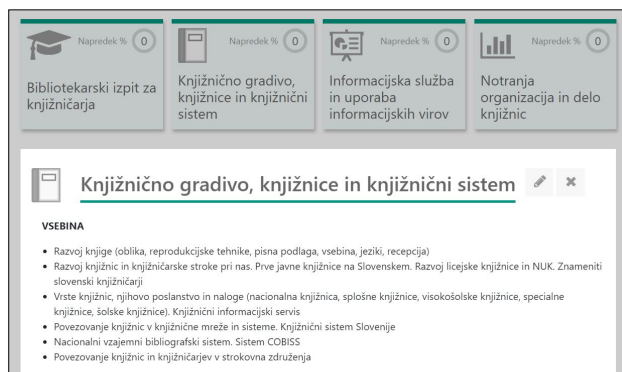 Napredek % 0
Bibliotekarski izpit za
knjižničarja
Napredek % 0
Knjižnično gradivo,
knjižnice in knjižnični
sistem
Napredek % 0
Informacijska služba
in uporaba
informacijskih virov
Napredek % 0
Notranja
organizacija in delo
knjižnic
Knjižnično gradivo, knjižnice in knjižnični sistem
VSEBINA
• Razvoj knjige (oblika, reprodukcijske tehnike, pisna podlaga, vsebina, jeziki, recepcija)
• Razvoj knjižnic in knjižničarske stroke pri nas. Prve javne knjižnice na Slovenskem. Razvoj licejske knjižnice in NUK. Znameniti
slovenski knjižničarji
• Vrste knjižnic, njihovo poslanstvo in naloge (nacionalna knjižnica, splošne knjižnice, visokošolske knjižnice, specialne
knjižnice, šolske knjižnice). Knjižnični informacijski servis
• Povezovanje knjižnic v knjižnične mreže in sisteme. Knjižnični sistem Slovenije
• Nacionalni vzajemni bibliografski sistem. Sistem COBISS
• Povezovanje knjižnic in knjižničarjev v strokovna združenja